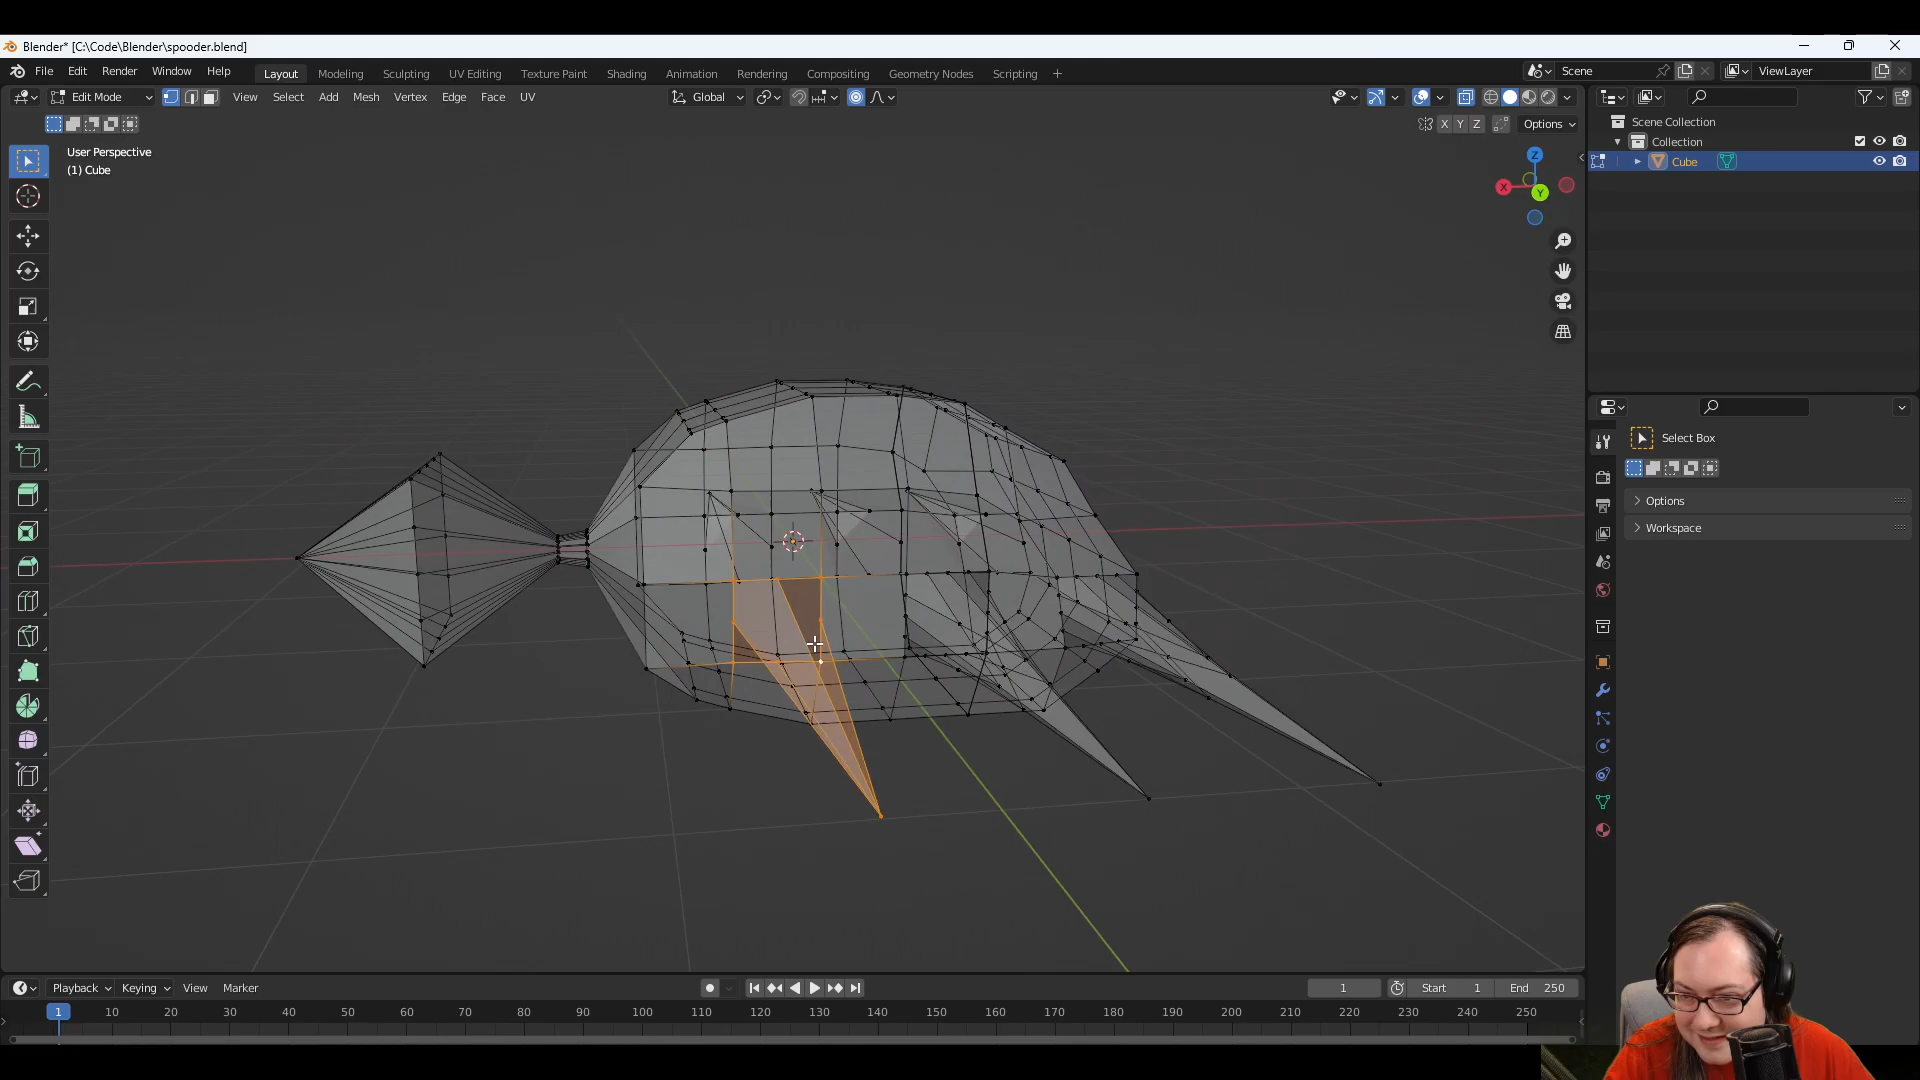 Blender* [C:\Code\Blender\spooder.blend]
File Edit Render Window Help Layout Modeling Sculpting UV Editing Texture Paint Shading Animation Rendering Compositing Geometry Nodes Scripting + Scene ViewLayer
Edit Mode View Select Add Mesh Vertex Edge Face UV Global
X Y Z Options
User Perspective
(1) Cube
Z
X
Y
Scene Collection
Collection
Cube
Select Box
Options
Workspace
Playback Keying View Marker 1 Start 1 End 250
1 10 20 30 40 50 60 70 80 90 100 110 120 130 140 150 160 170 180 190 200 210 220 230 240 250